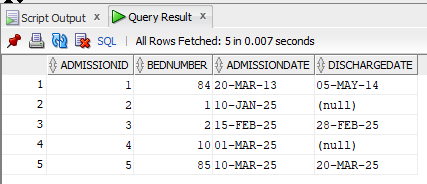 Script Output x Query Result x
SQL | All Rows Fetched: 5 in 0.007 seconds
ADMISSIONID BEDNUMBER ADMISSIONDATE DISCHARGEDATE
1 1 84 20-MAR-13 05-MAY-14
2 2 1 10-JAN-25 (null)
3 3 2 15-FEB-25 28-FEB-25
4 4 10 01-MAR-25 (null)
5 5 85 10-MAR-25 20-MAR-25